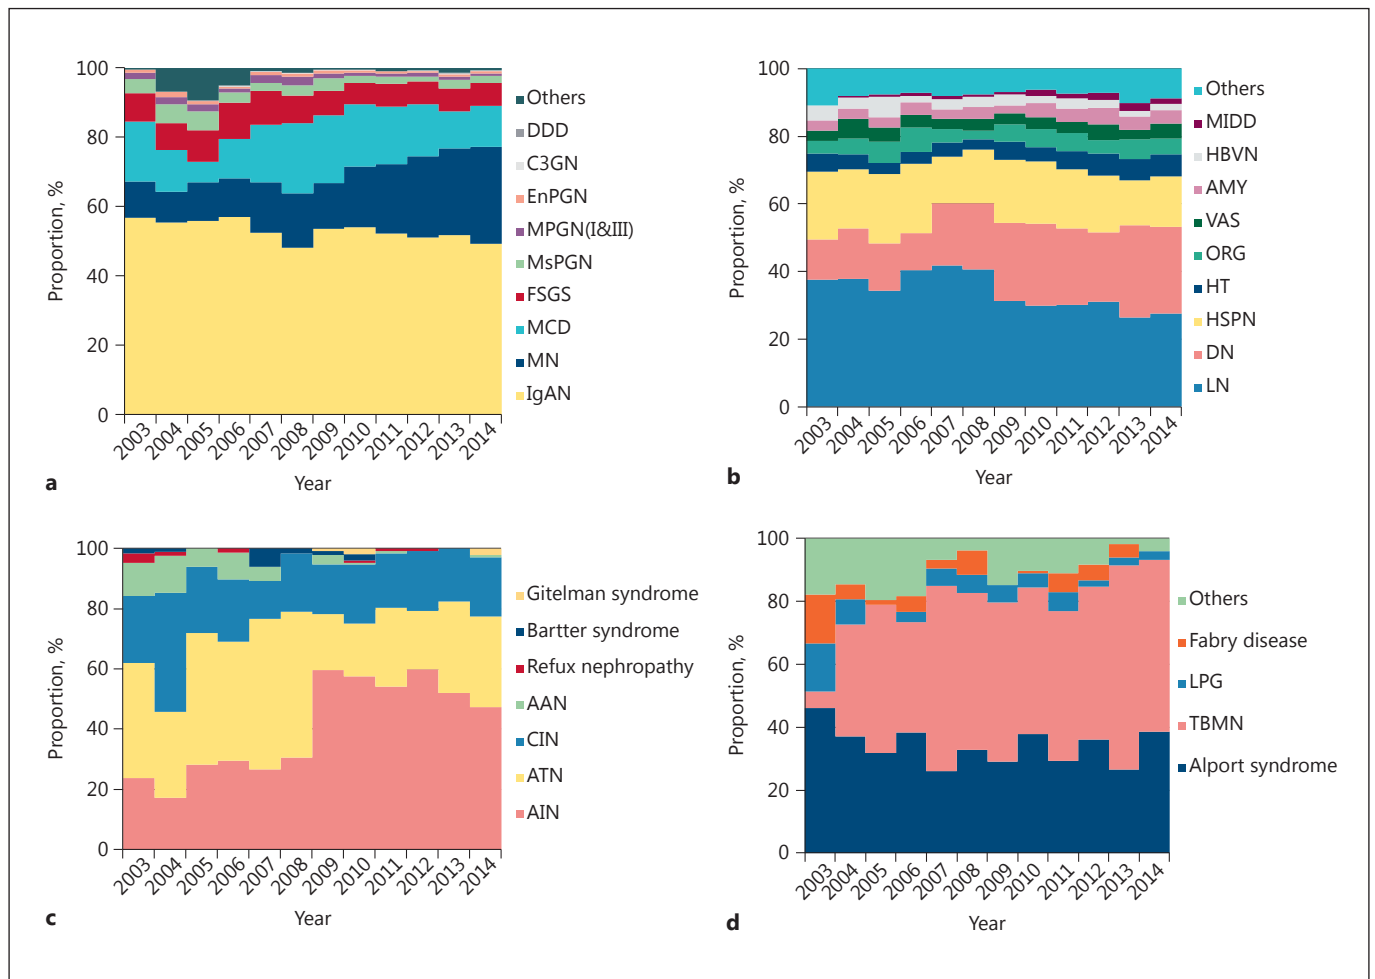 100
80
60
40
20
0
Proportion, %
2003
2004
2005
2006
2007
2008
2009
2010
2011
2012
2013
2014
Year
a
Others
DDD
C3GN
EnPGN
MPGN(I&III)
MsPGN
FSGS
MCD
MN
IgAN
100
80
60
40
20
0
Proportion, %
2003
2004
2005
2006
2007
2008
2009
2010
2011
2012
2013
2014
Year
b
Others
MIDD
HBVN
AMY
VAS
ORG
HT
HSPN
DN
LN
100
80
60
40
20
0
Proportion, %
2003
2004
2005
2006
2007
2008
2009
2010
2011
2012
2013
2014
Year
c
Gitelman syndrome
Bartter syndrome
Refux nephropathy
AAN
CIN
ATN
AIN
100
80
60
40
20
0
Proportion, %
2003
2004
2005
2006
2007
2008
2009
2010
2011
2012
2013
2014
Year
d
Others
Fabry disease
LPG
TBMN
Alport syndrome